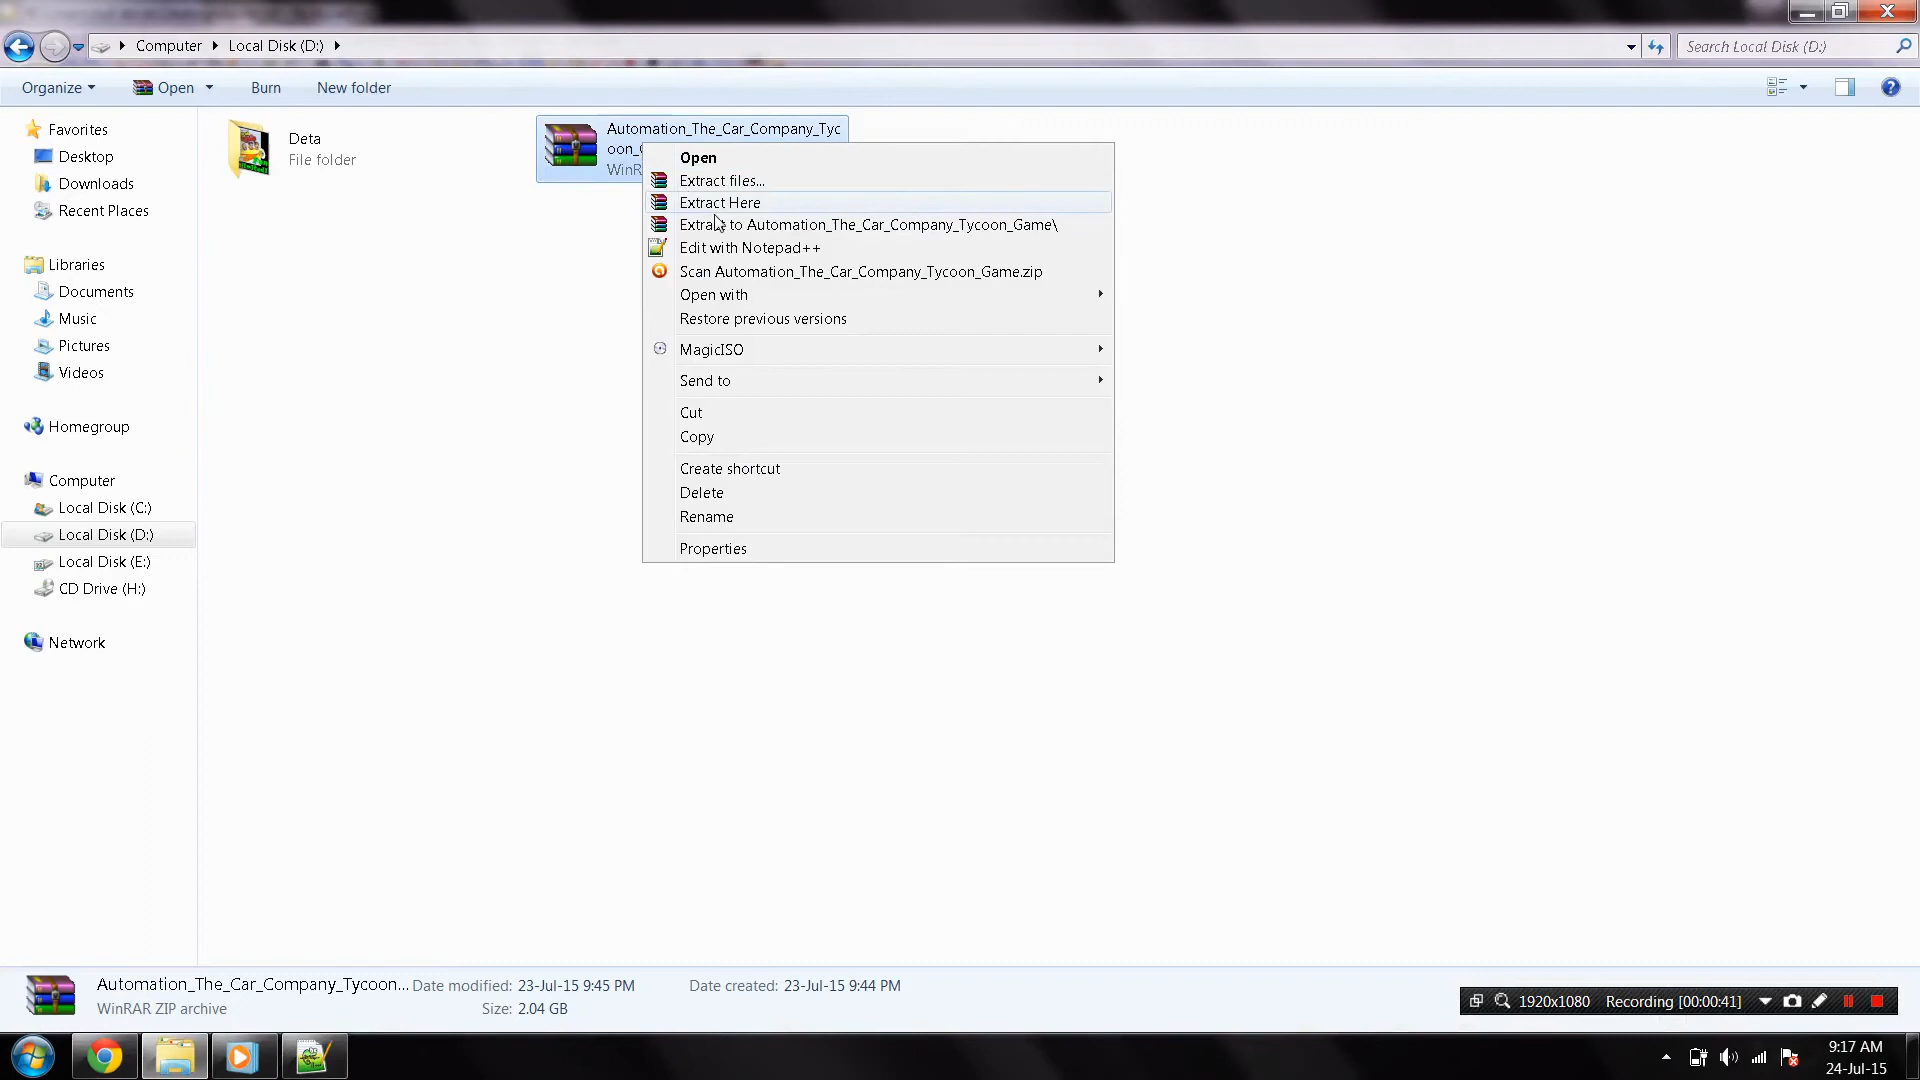 Computer Local Disk (D:)
Search Local Disk (D:)
Organize Open Burn New folder
Favorites
Desktop
Downloads
Recent Places
Libraries
Documents
Music
Pictures
Videos
Homegroup
Computer
Local Disk (C:)
Local Disk (D:)
Local Disk (E:)
CD Drive (H:)
Network
Deta
File folder
Automation_The_Car_Company_Tyc
oon_
WinRA
Open
Extract files...
Extract Here
Extract to Automation_The_Car_Company_Tycoon_Game\
Edit with Notepad++
Scan Automation_The_Car_Company_Tycoon_Game.zip
Open with
Restore previous versions
MagicISO
Send to
Cut
Copy
Create shortcut
Delete
Rename
Properties
Automation_The_Car_Company_Tycoon... Date modified: 23-Jul-15 9:45 PM Date created: 23-Jul-15 9:44 PM
WinRAR ZIP archive Size: 2.04 GB
1920x1080 Recording [00:00:41]
9:17 AM
24-Jul-15